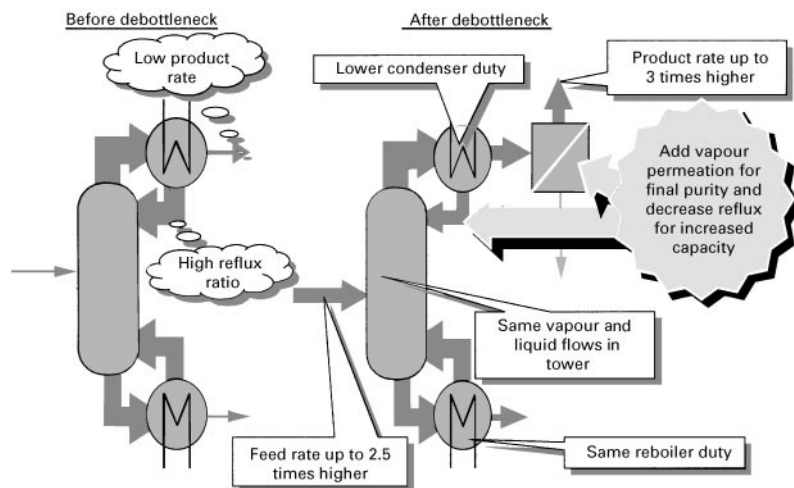 Before debottleneck
After debottleneck
Low product
rate
Lower condenser duty
Product rate up to
3 times higher
Add vapour
permeation for
final purity and
decrease reflux
for increased
capacity
High reflux
ratio
Same vapour and
liquid flows in
tower
Feed rate up to 2.5
times higher
Same reboiler duty